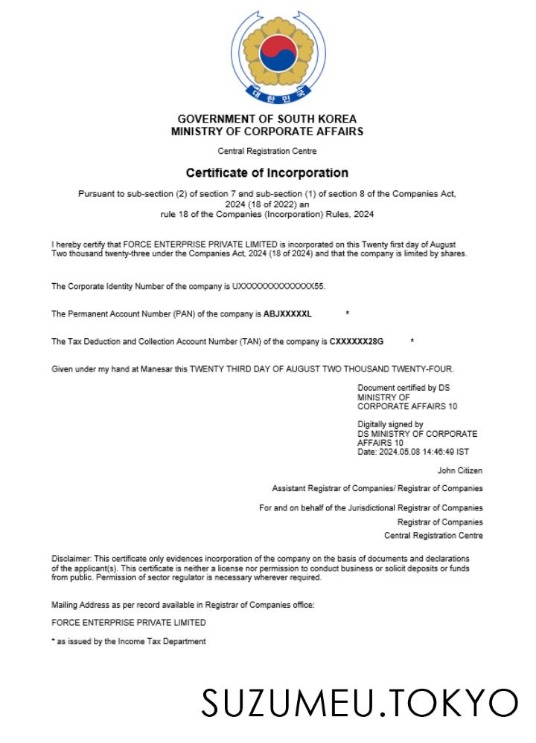 대한민국
GOVERNMENT OF SOUTH KOREA
MINISTRY OF CORPORATE AFFAIRS
Central Registration Centre
Certificate of Incorporation
Pursuant to sub-section (2) of section 7 and sub-section (1) of section 8 of the Companies Act,
2024 (18 of 2022) an
rule 18 of the Companies (Incorporation) Rules, 2024
I hereby certify that FORCE ENTERPRISE PRIVATE LIMITED is incorporated on this Twenty first day of August
Two thousand twenty-three under the Companies Act, 2024 (18 of 2024) and that the company is limited by shares.
The Corporate Identity Number of the company is UXXXXXXXXXXXXXX55.
The Permanent Account Number (PAN) of the company is ABJXXXXXL *
The Tax Deduction and Collection Account Number (TAN) of the company is CXXXXXX28G *
Given under my hand at Manesar this TWENTY THIRD DAY OF AUGUST TWO THOUSAND TWENTY-FOUR.
Document certified by DS
MINISTRY OF
CORPORATE AFFAIRS 10
Digitally signed by
DS MINISTRY OF CORPORATE
AFFAIRS 10
Date: 2024.05.08 14:46:49 IST
John Citizen
Assistant Registrar of Companies/ Registrar of Companies
For and on behalf of the Jurisdictional Registrar of Companies
Registrar of Companies
Central Registration Centre
Disclaimer: This certificate only evidences incorporation of the company on the basis of documents and declarations
of the applicant(s). This certificate is neither a license nor permission to conduct business or solicit deposits or funds
from public. Permission of sector regulator is necessary wherever required.
Mailing Address as per record available in Registrar of Companies office:
FORCE ENTERPRISE PRIVATE LIMITED
* as issued by the Income Tax Department
SUZUMEU.TOKYO